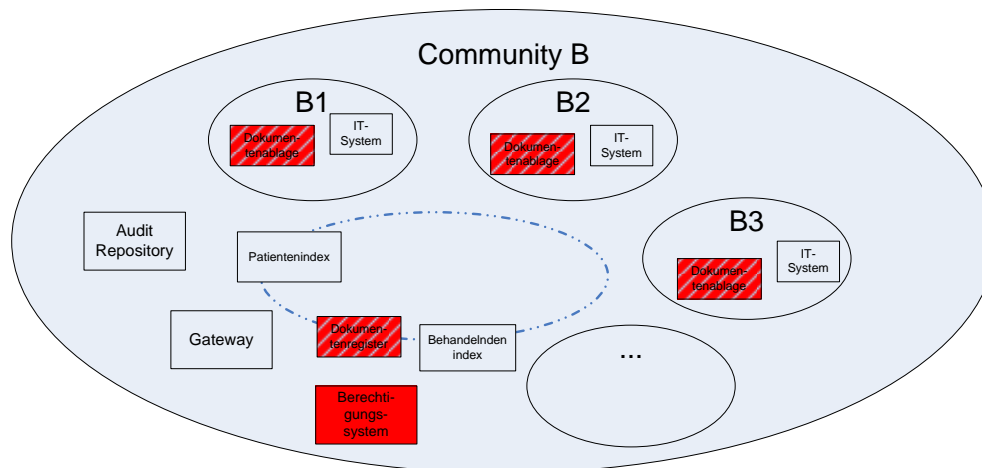 Community B
B1
Dokumen-
tenablage
IT-
System
B2
Dokumen-
tenablage
IT-
System
B3
Dokumen-
tenablage
IT-
System
Audit
Repository
Patientenindex
Gateway
Dokumen-
tenregister
Behandelnden
index
...
Berechti-
gungs-
system